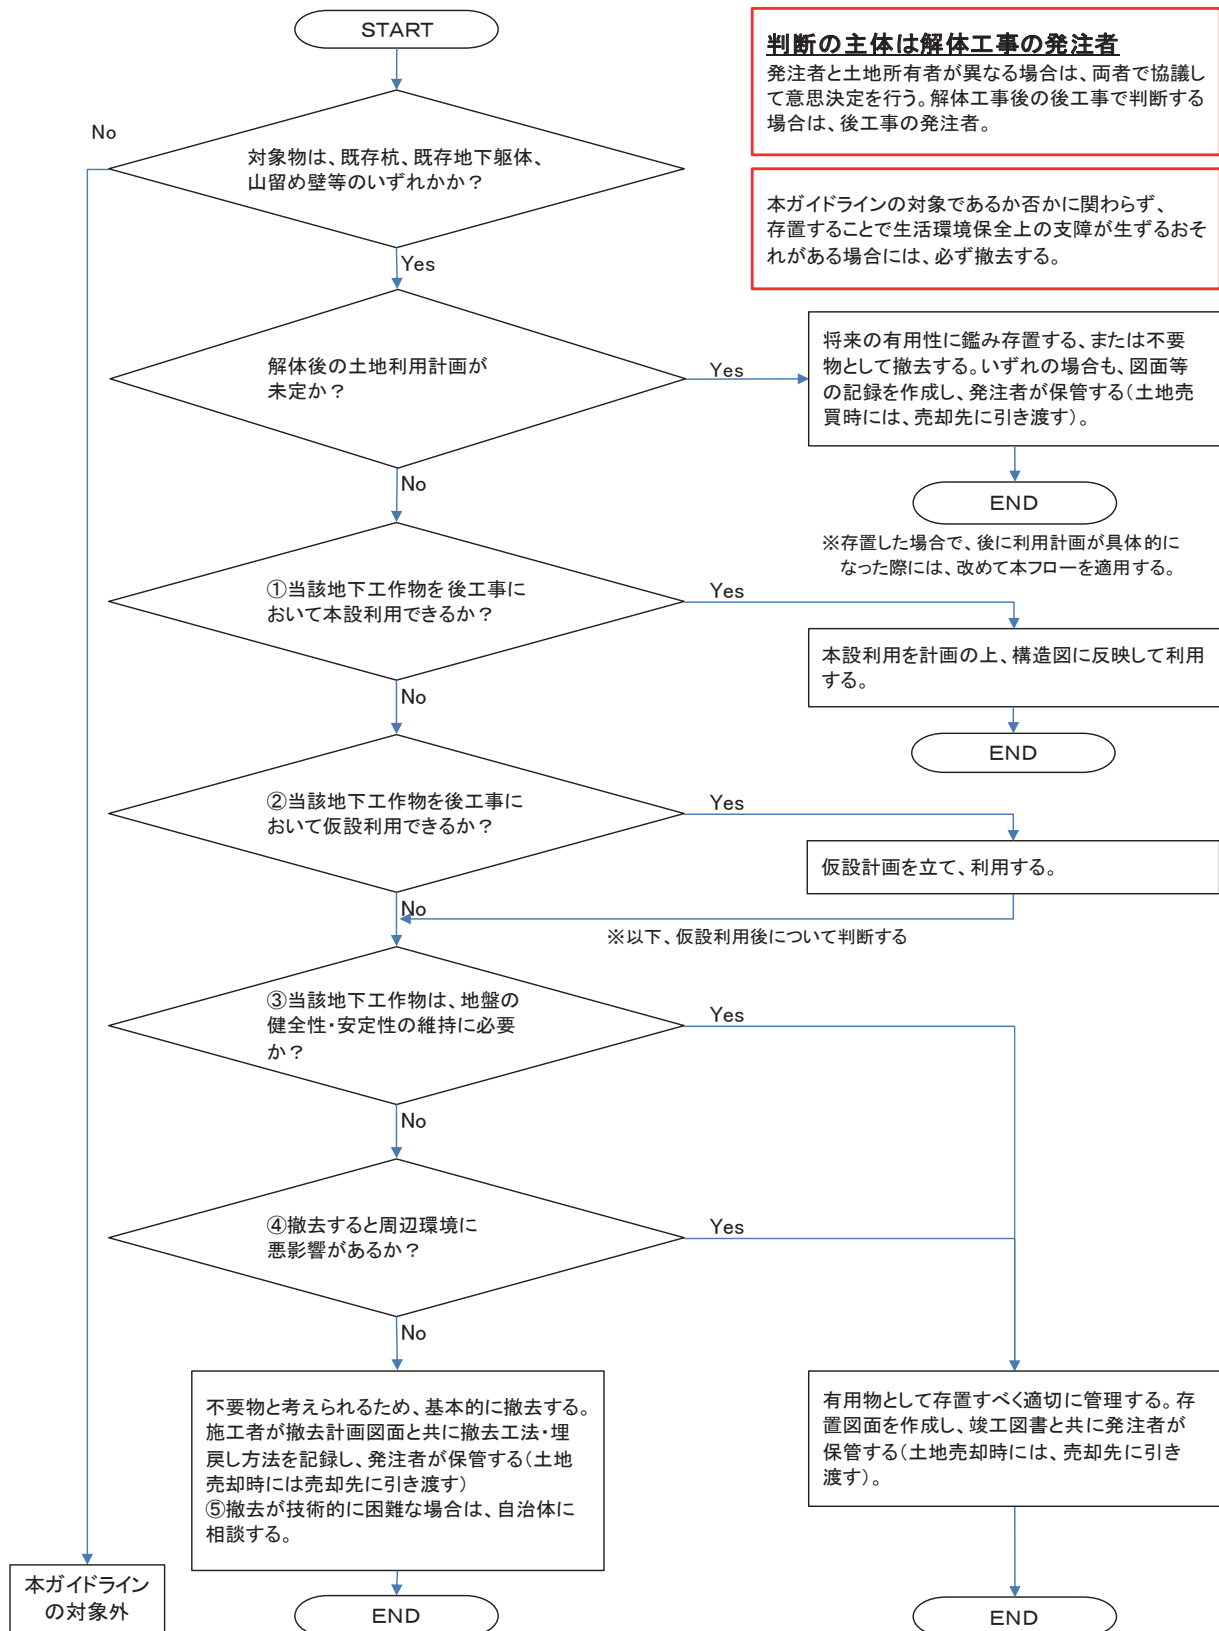 START
判断の主体は解体工事の発注者
発注者と土地所有者が異なる場合は、両者で協議し
て意思決定を行う。解体工事後の後工事で判断する
場合は、後工事の発注者。
No
対象物は、既存杭、既存地下躯体、
山留め壁等のいずれかか？
本ガイドラインの対象であるか否かに関わらず、
存置することで生活環境保全上の支障が生ずるおそ
れがある場合には、必ず撤去する。
Yes
解体後の土地利用計画が
未定か？
Yes
将来の有用性に鑑み存置する、または不要
物として撤去する。いずれの場合も、図面等
の記録を作成し、発注者が保管する（土地売
買時には、売却先に引き渡す）。
No
END
※存置した場合で、後に利用計画が具体的に
なった際には、改めて本フローを適用する。
①当該地下工作物を後工事に
おいて本設利用できるか？
Yes
本設利用を計画の上、構造図に反映して利用
する。
No
END
②当該地下工作物を後工事に
おいて仮設利用できるか？
Yes
仮設計画を立て、利用する。
No
※以下、仮設利用後について判断する
③当該地下工作物は、地盤の
健全性・安定性の維持に必要
か？
Yes
No
④撤去すると周辺環境に
悪影響があるか？
Yes
No
不要物と考えられるため、基本的に撤去する。
施工者が撤去計画図面と共に撤去工法・埋
戻し方法を記録し、発注者が保管する（土地
売却時には売却先に引き渡す）
⑤撤去が技術的に困難な場合は、自治体に
相談する。
有用物として存置すべく適切に管理する。存
置図面を作成し、竣工図書と共に発注者が
保管する（土地売却時には、売却先に引き
渡す）。
本ガイドライン
の対象外
END
END